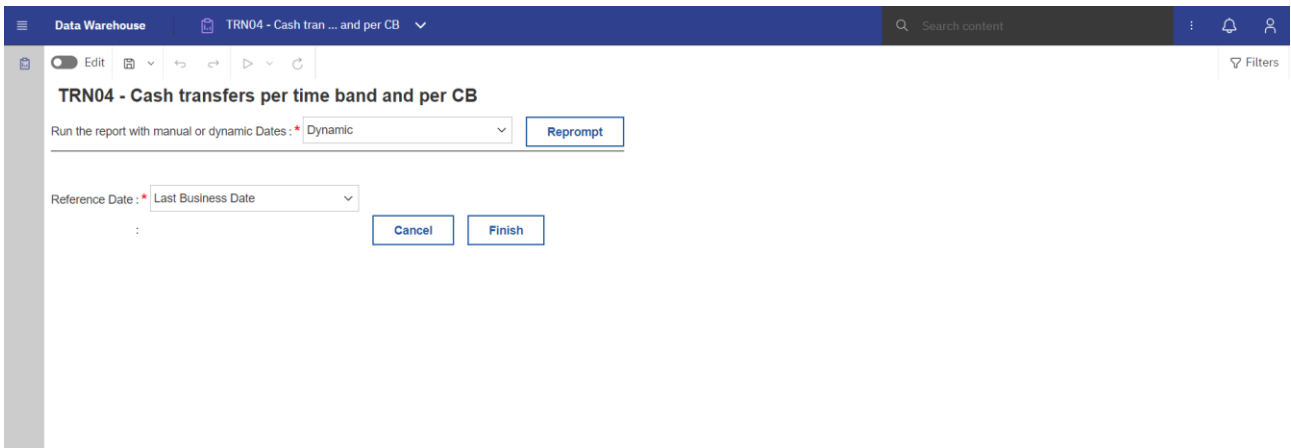 Data Warehouse
TRN04 - Cash tran ... and per CB
Search content
Edit
Filters
TRN04 - Cash transfers per time band and per CB
Run the report with manual or dynamic Dates : * Dynamic
Reprompt
Reference Date : * Last Business Date
:
Cancel
Finish